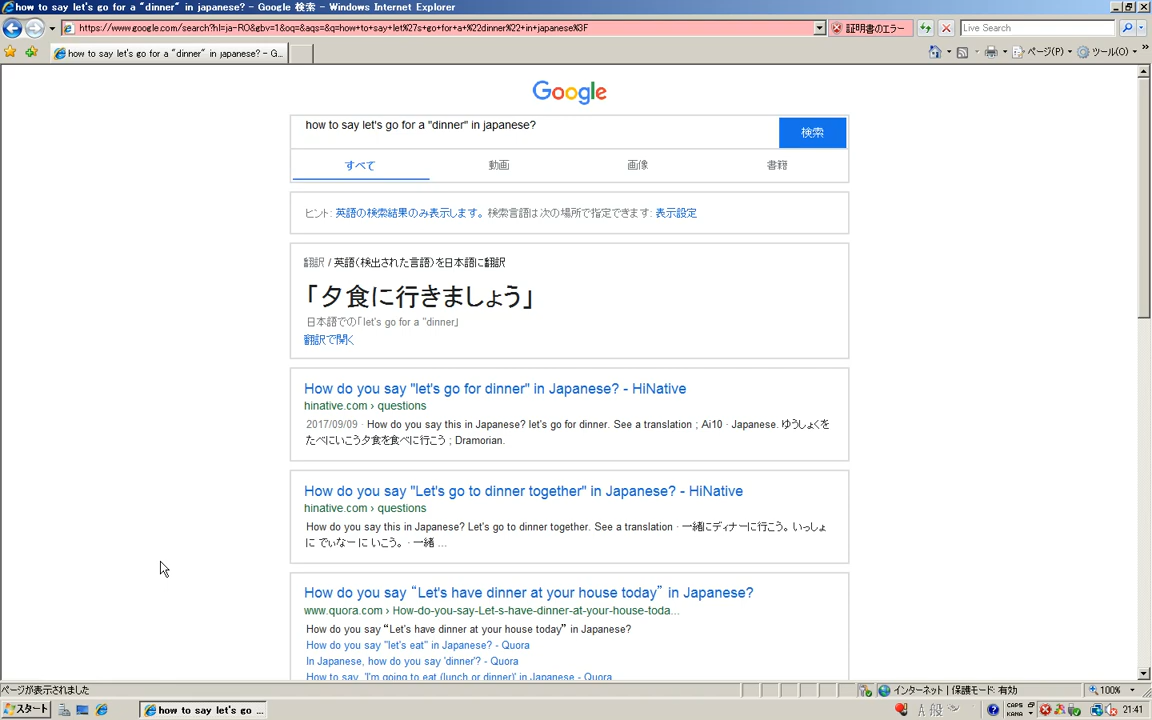 how to say let's go for a "dinner" in japanese? - Google 検索 - Windows Internet Explorer
https://www.google.com/search?hl=ja-RO&gbv=1&oq=&aqs=&q=how+to+say+let%27s+go+for+a+%22dinner%22+in+japanese%3F
証明書のエラー
Live Search
how to say let's go for a "dinner" in japanese? - G...
ページ(P)
ツール(O)
Google
how to say let's go for a "dinner" in japanese?
検索
すべて
動画
画像
書籍
ヒント: 英語の検索結果のみ表示します。 検索言語は次の場所で指定できます: 表示設定
翻訳 / 英語(検出された言語)を日本語に翻訳
「夕食に行きましょう」
日本語での「let's go for a "dinner」
翻訳で開く
How do you say "let's go for dinner" in Japanese? - HiNative
hinative.com › questions
2017/09/09 · How do you say this in Japanese? let's go for dinner. See a translation ; Ai10 · Japanese. ゆうしょくを
たべにいこう夕食を食べに行こう ; Dramorian.
How do you say "Let's go to dinner together" in Japanese? - HiNative
hinative.com › questions
How do you say this in Japanese? Let's go to dinner together. See a translation · 一緒にディナーに行こう。 いっしょ
に でぃなー に いこう。 · 一緒 ...
How do you say “Let's have dinner at your house today” in Japanese?
www.quora.com › How-do-you-say-Let-s-have-dinner-at-your-house-toda...
How do you say “Let's have dinner at your house today” in Japanese?
How do you say "let's eat" in Japanese? - Quora
In Japanese, how do you say 'dinner'? - Quora
How to say, 'I'm going to eat (lunch or dinner)' in Japanese - Quora
ページが表示されました
インターネット | 保護モード: 有効
100%
スタート
how to say let's go ...
A 般
CAPS
KANA
21:41